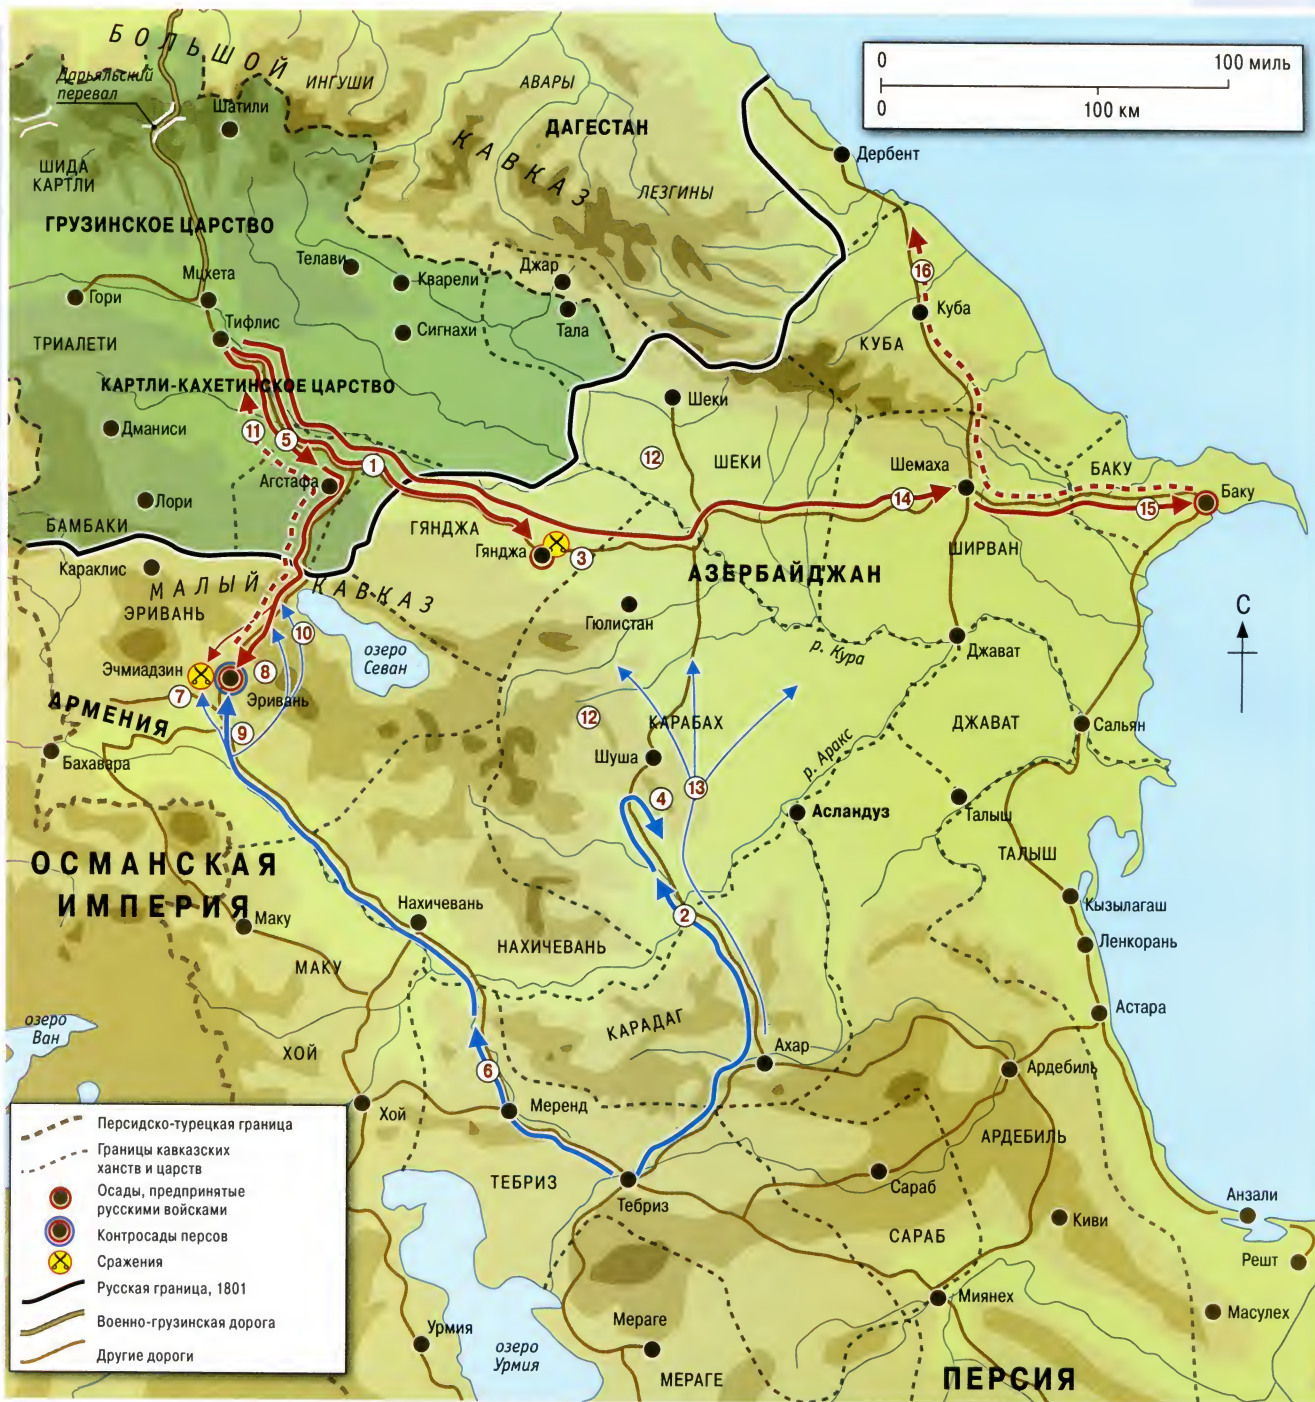 БОЛЬШОЙ
Дарьяльский
перевал
ИНГУШИ
АВАРЫ
0
100 миль
0
100 км
Шатили
ДАГЕСТАН
КАВКАЗ
Дербент
ШИДА
КАРТЛИ
ЛЕЗГИНЫ
ГРУЗИНСКОЕ ЦАРСТВО
Телави
Джар
Мцхета
Кварели
16
Гори
Куба
Тифлис
Сигнахи
Тала
ТРИАЛЕТИ
КУБА
КАРТЛИ-КАХЕТИНСКОЕ ЦАРСТВО
Шеки
Дманиси
11
5
1
12
ШЕКИ
Шемаха
БАКУ
Агстафа
Баку
Лори
14
15
БАМБАКИ
ГЯНДЖА
Гянджа
3
ШИРВАН
Караклис
АЗЕРБАЙДЖАН
МАЛЫЙ КАВКАЗ
ЭРИВАНЬ
Гюлистан
С
10
озеро
Севан
р. Кура
Джават
Эчмиадзин
8
7
Эривань
АРМЕНИЯ
9
12
КАРАБАХ
ДЖАВАТ
Сальян
Бахавара
Шуша
р. Аракс
4
13
Асландуз
Талыш
ОСМАНСКАЯ
ИМПЕРИЯ
ТАЛЫШ
Маку
Нахичевань
2
Кызылагаш
НАХИЧЕВАНЬ
Ленкорань
МАКУ
Астара
озеро
Ван
КАРАДАГ
ХОЙ
Ахар
6
Ардебиль
Хой
Меренд
АРДЕБИЛЬ
ТЕБРИЗ
Тебриз
Сараб
Киви
Анзали
САРАБ
Решт
Миянех
Масулех
Мераге
Урмия
озеро
Урмия
МЕРАГЕ
ПЕРСИЯ
Персидско-турецкая граница
Границы кавказских
ханств и царств
Осады, предпринятые
русскими войсками
Контросады персов
Сражения
Русская граница, 1801
Военно-грузинская дорога
Другие дороги